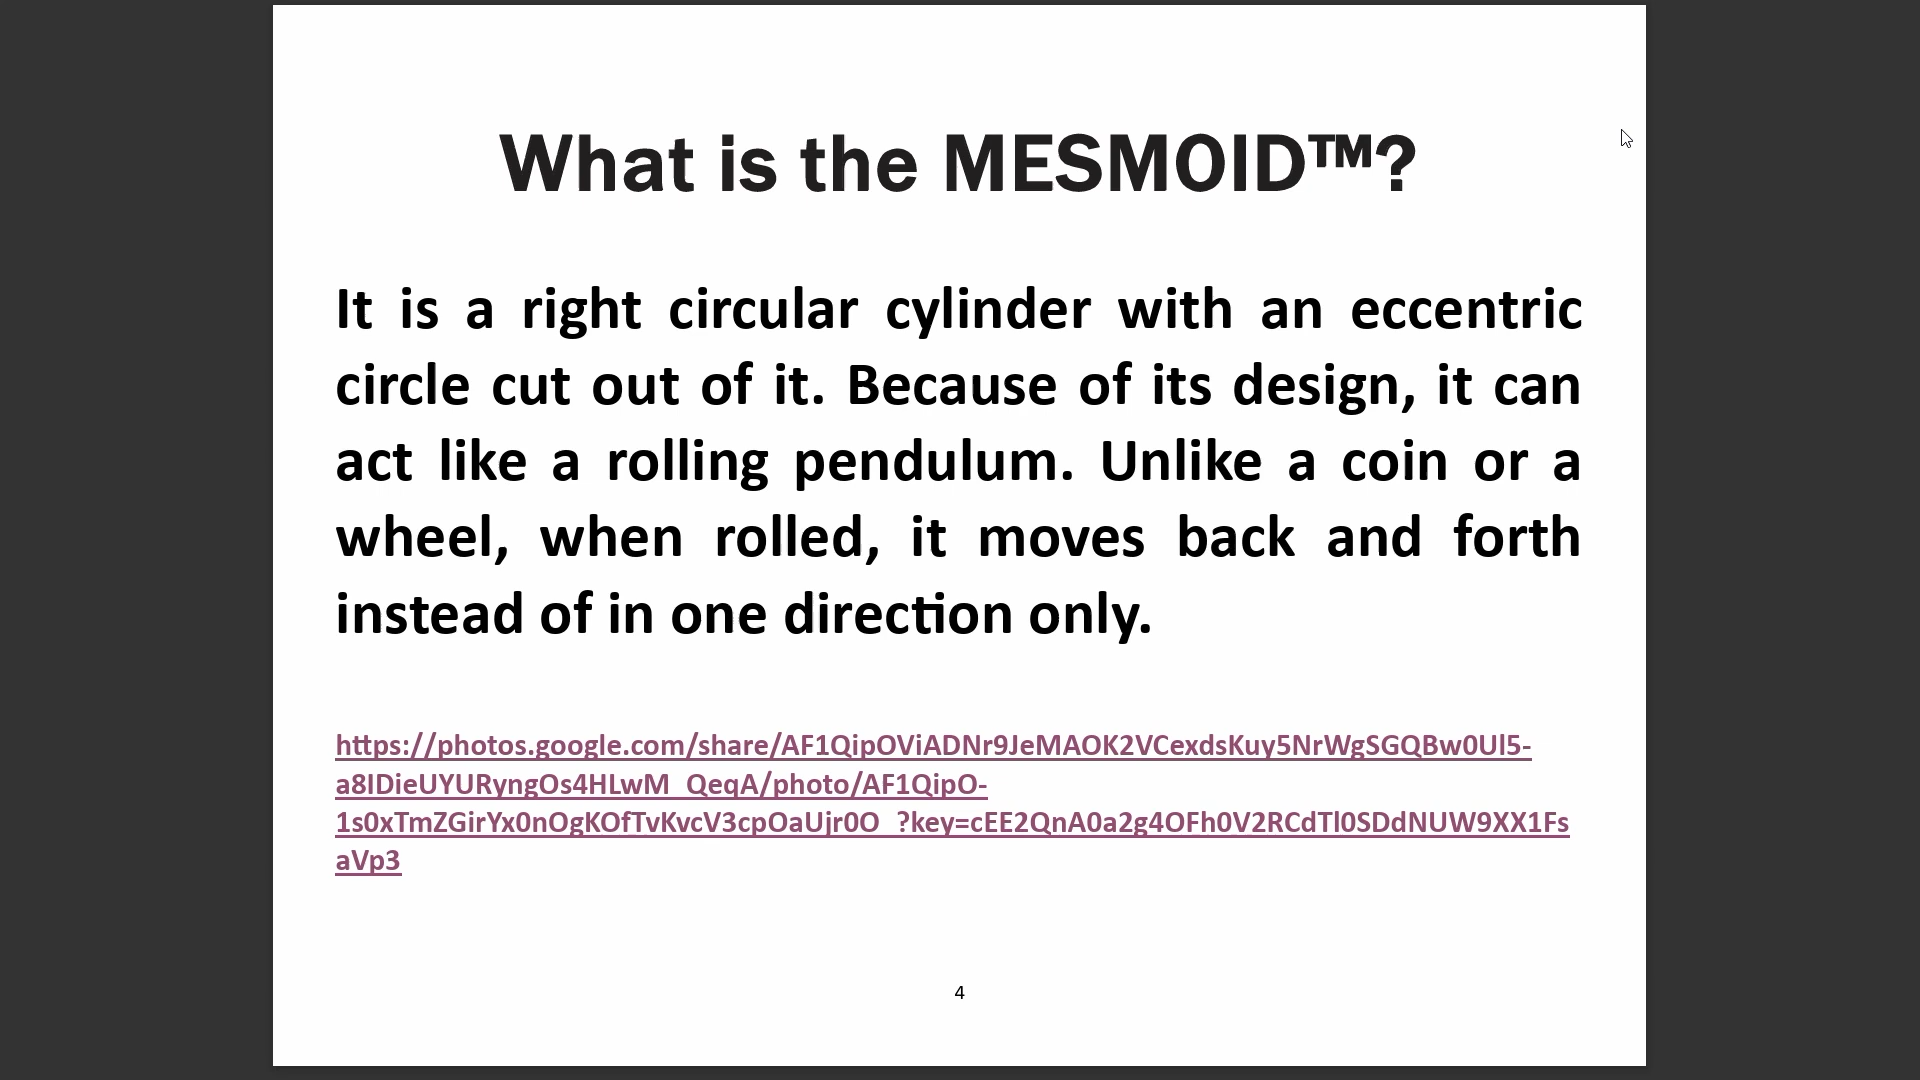 What is the MESMOID™?
It is a right circular cylinder with an eccentric
circle cut out of it. Because of its design, it can
act like a rolling pendulum. Unlike a coin or a
wheel, when rolled, it moves back and forth
instead of in one direction only.
https://photos.google.com/share/AF1QipOViADNr9JeMAOK2VCexdsKuy5NrWgSGQBw0Ul5-
a8IDieUYURyngOs4HLwM_QeqA/photo/AF1QipO-
1s0xTmZGirYx0nOgKOfTvKvcV3cpOaUjr0O_?key=cEE2QnA0a2g4OFh0V2RCdTl0SDdNUW9XX1Fs
aVp3
4